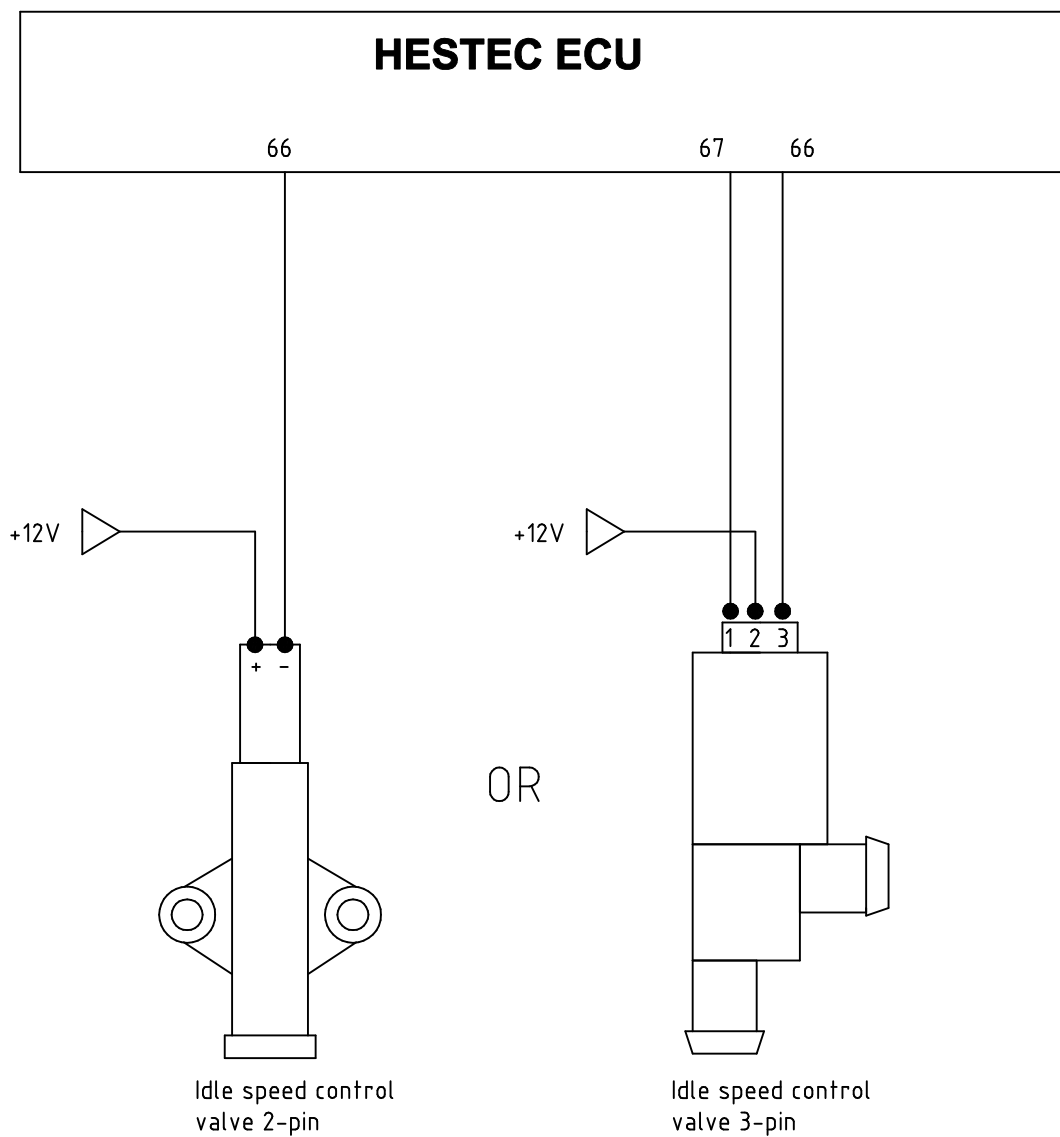 HESTEC ECU
66
67 66
+12V
+12V
1 2 3
+ -
OR
Idle speed control
valve 2-pin
Idle speed control
valve 3-pin